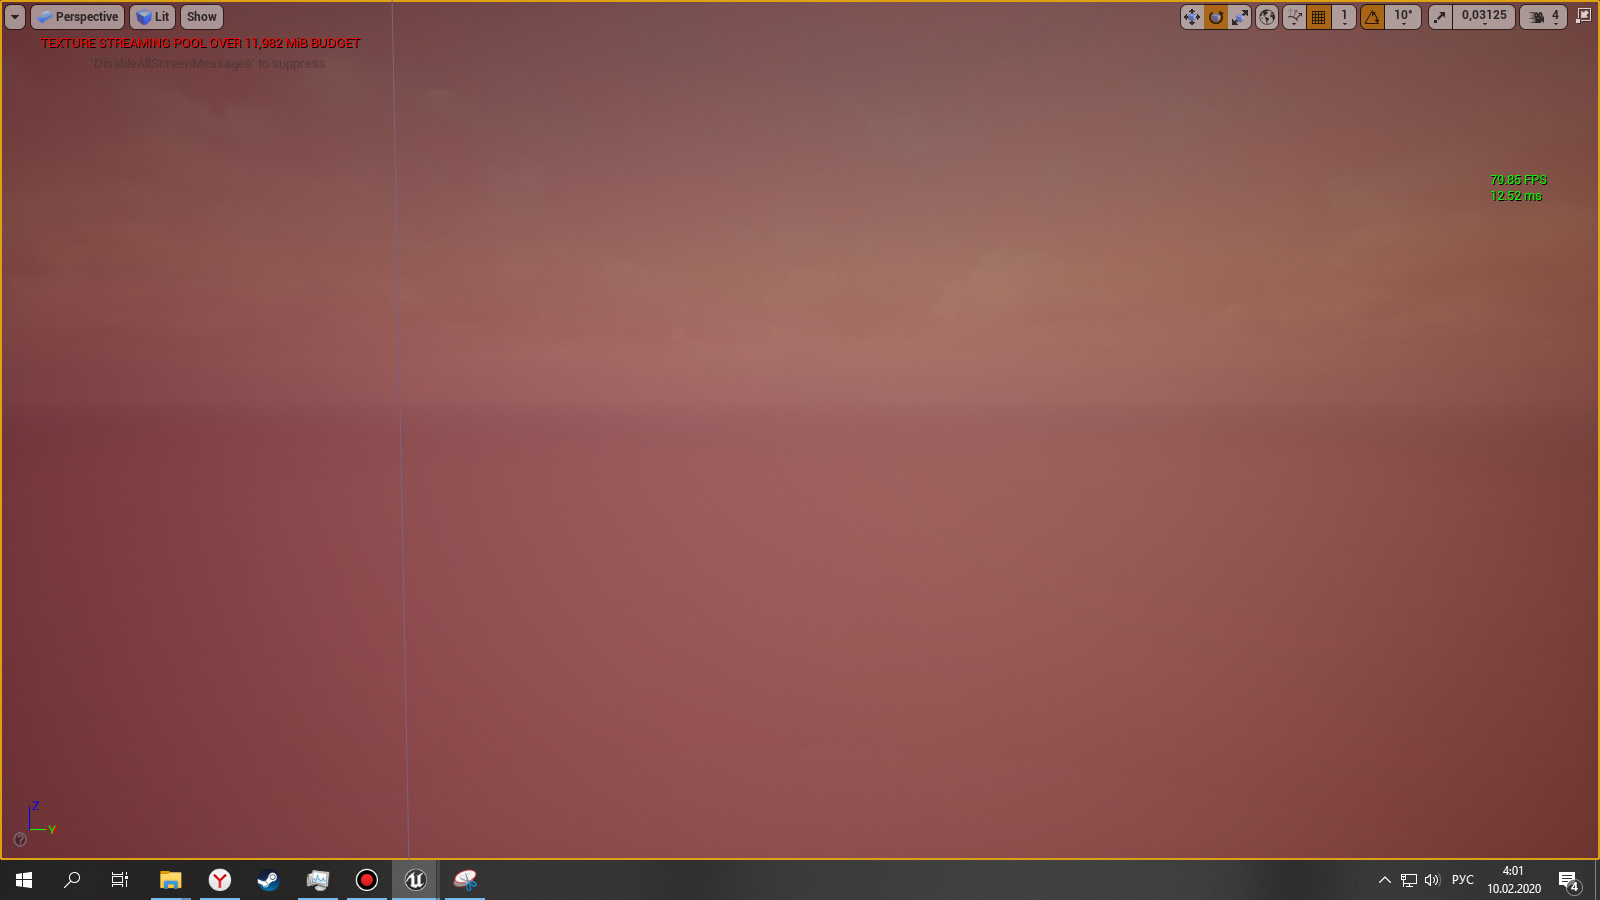 Perspective
Lit
Show
1
10°
0,03125
4
TEXTURE STREAMING POOL OVER 11,982 MiB BUDGET
'DisableAllScreenMessages' to suppress
79.85 FPS
12.52 ms
Z
Y
?
РУС
4:01
10.02.2020
4